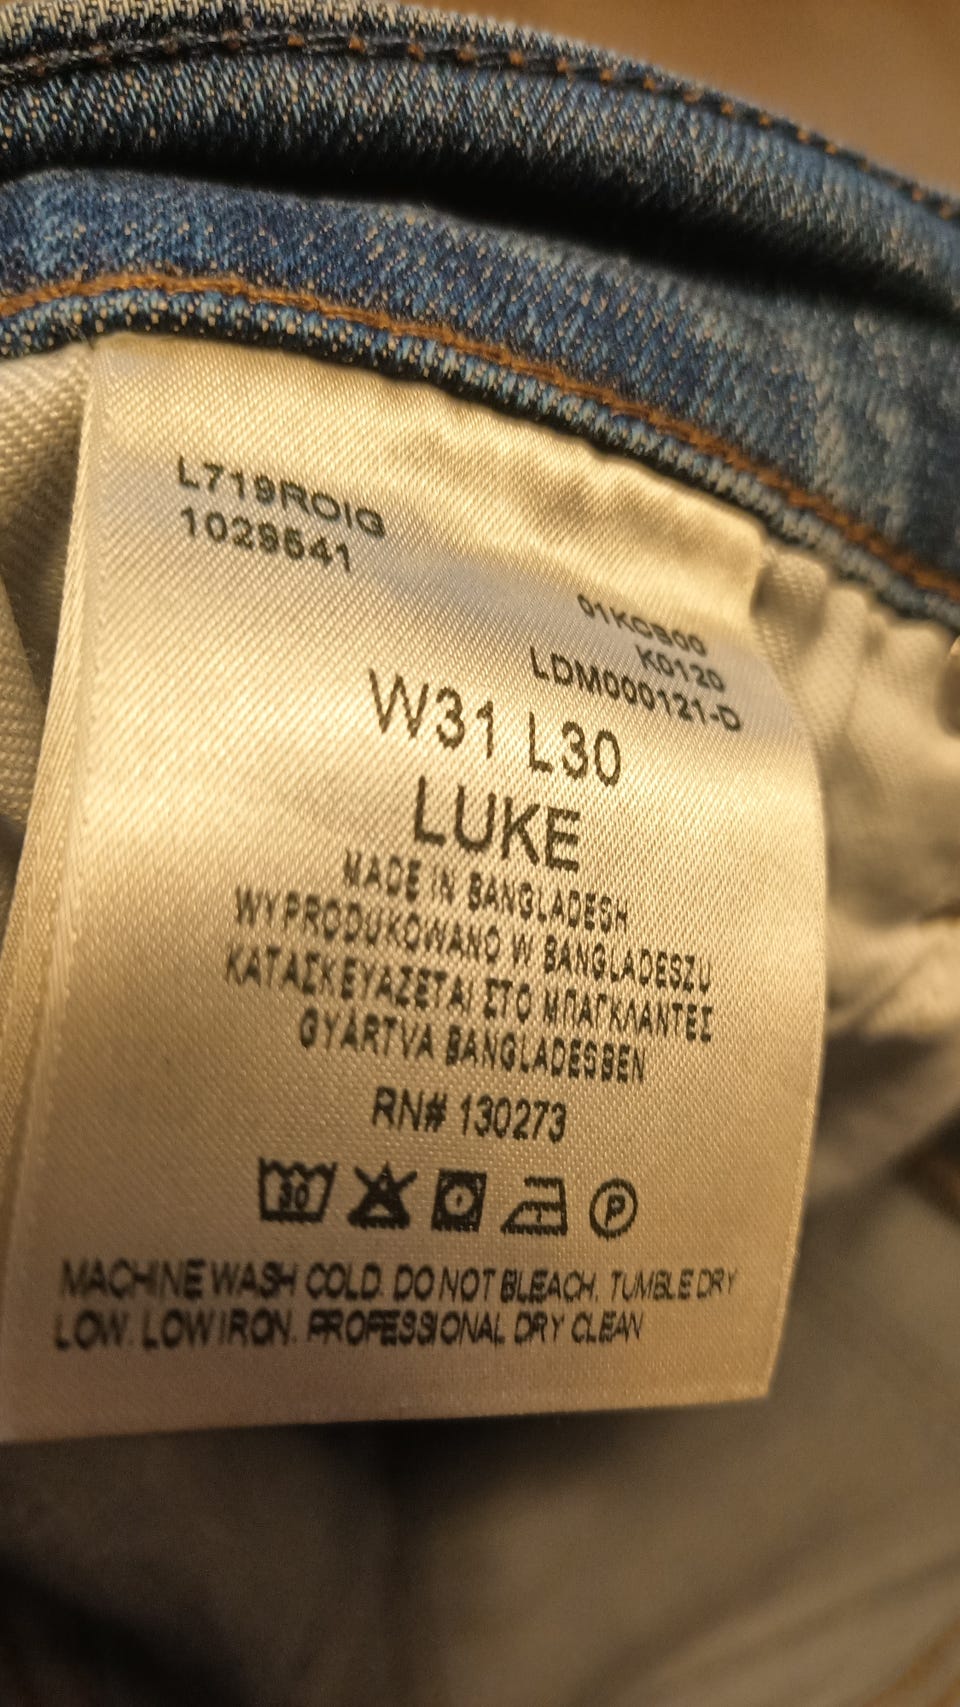 L719ROIG
1029541
01KCB00
K0120
LDM000121-D
W31 L30
LUKE
MADE IN BANGLADESH
WYPRODUKOWANO W BANGLADESZU
ΚΑΤΑΣΚΕΥΑΖΕΤΑΙ ΣΤΟ ΜΠΑΓΚΛΑΝΤΕΣ
GYÁRTVA BANGLADESBEN
RN# 130273
30 P
MACHINE WASH COLD. DO NOT BLEACH. TUMBLE DRY
LOW. LOW IRON. PROFESSIONAL DRY CLEAN